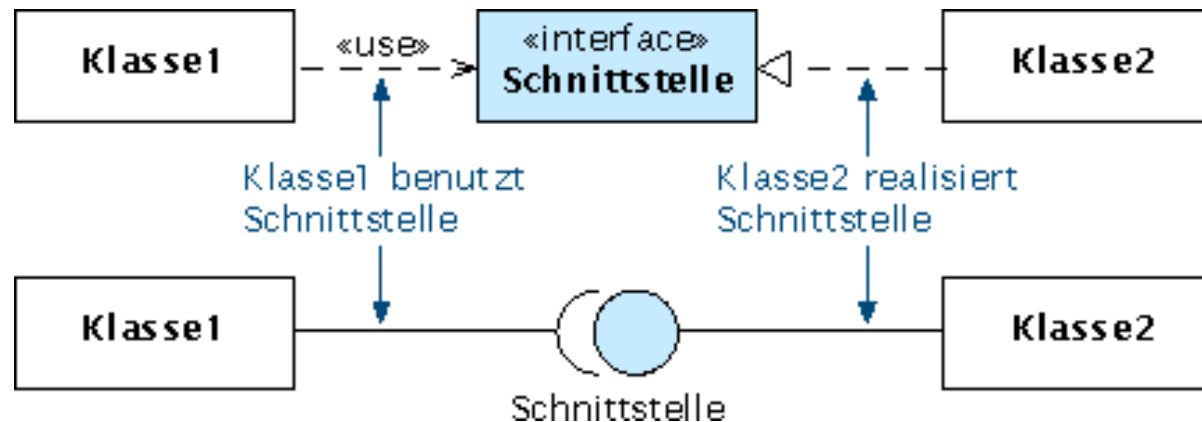 Klasse1
«use»
«interface»
Schnittstelle
Klasse2
Klasse1 benutzt
Schnittstelle
Klasse2 realisiert
Schnittstelle
Klasse1
Klasse2
Schnittstelle